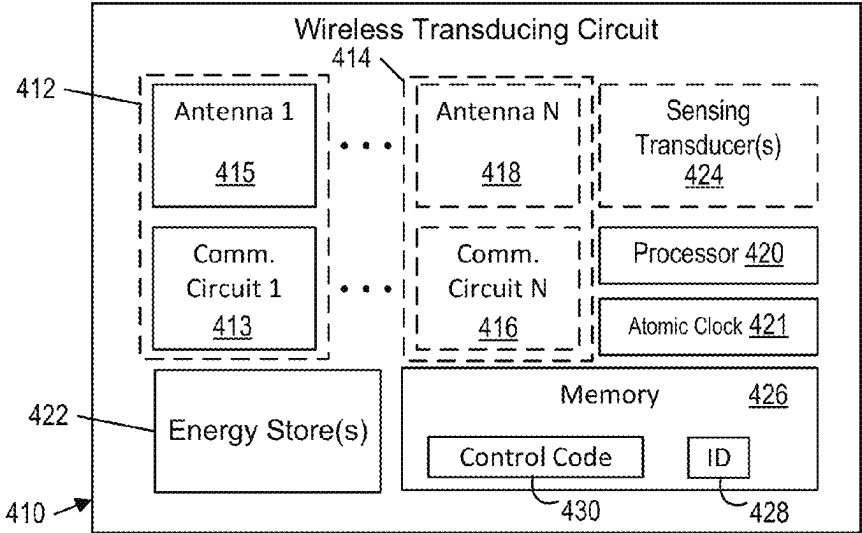 Wireless Transducing Circuit
412
414
Antenna 1
415
Antenna N
418
Sensing
Transducer(s)
424
Comm.
Circuit 1
413
Comm.
Circuit N
416
Processor 420
Atomic Clock 421
422
Energy Store(s)
Memory 426
Control Code
ID
410
430
428